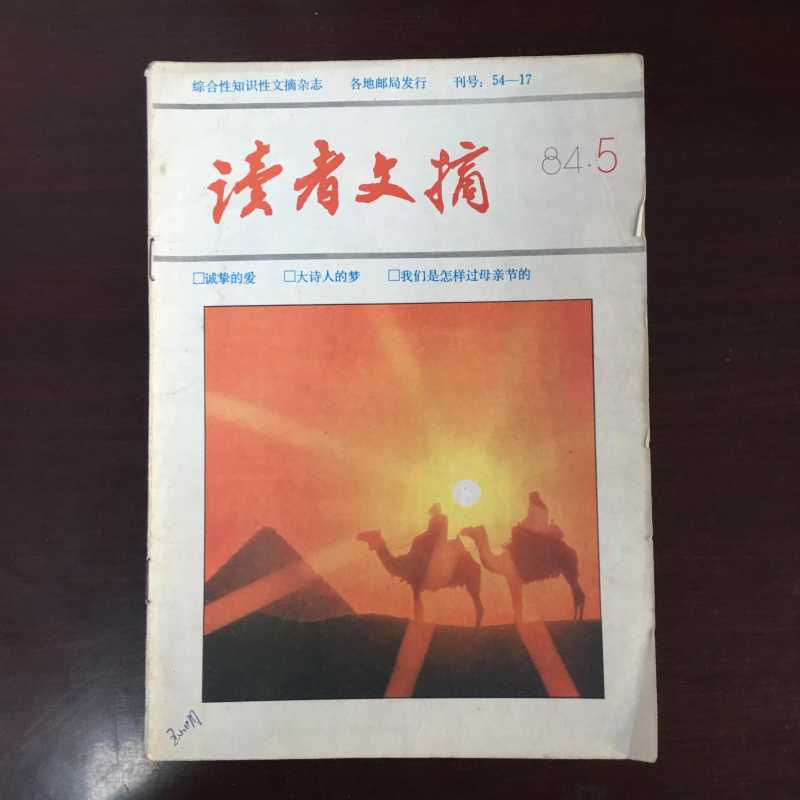 综合性知识性文摘杂志 各地邮局发行 刊号：54—17
读者文摘 84·5
□诚挚的爱 □大诗人的梦 □我们是怎样过母亲节的